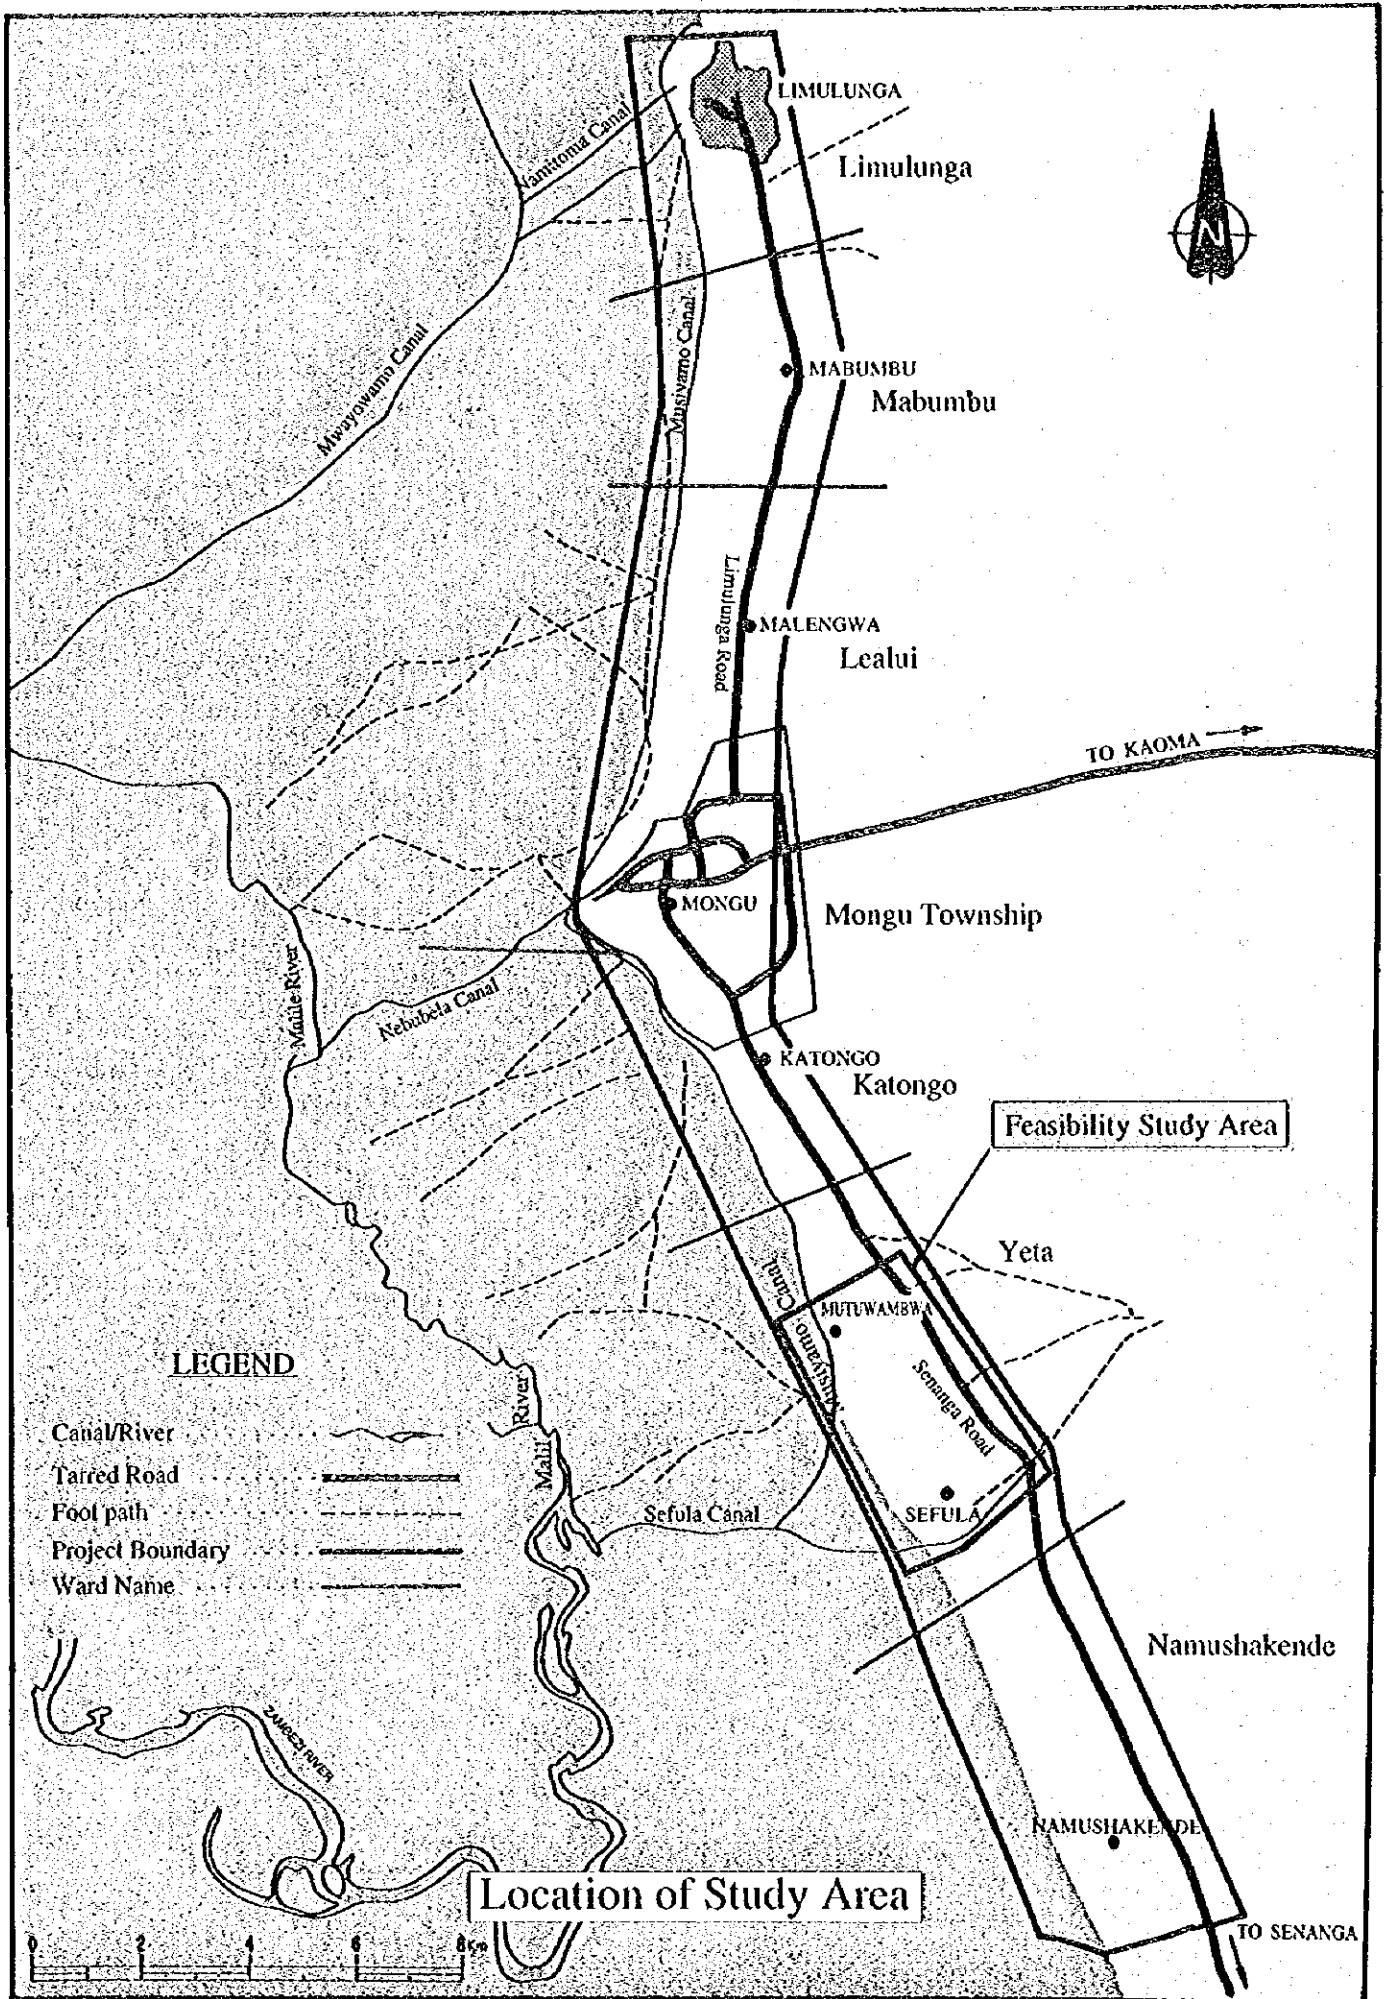 LIMULUNGA
Namitoma Canal
Limulunga
N
Musiyamo Canal
Mwayowamo Canal
MABUMBU
Mabumbu
Limulunga Road
MALENGWA
Lealui
TO KAOMA
MONGU
Mongu Township
Malile River
Nebubela Canal
KATONGO
Katongo
Feasibility Study Area
Yeta
Musiyamo Canal
MUTUWAMBWA
Senanga Road
LEGEND
Canal/River
Tarred Road
Foot path
Project Boundary
Ward Name
Malil River
Sefula Canal
SEFULA
Namushakende
ZAMBEZI RIVER
NAMUSHAKENDE
Location of Study Area
TO SENANGA
0 2 4 6 8 Km